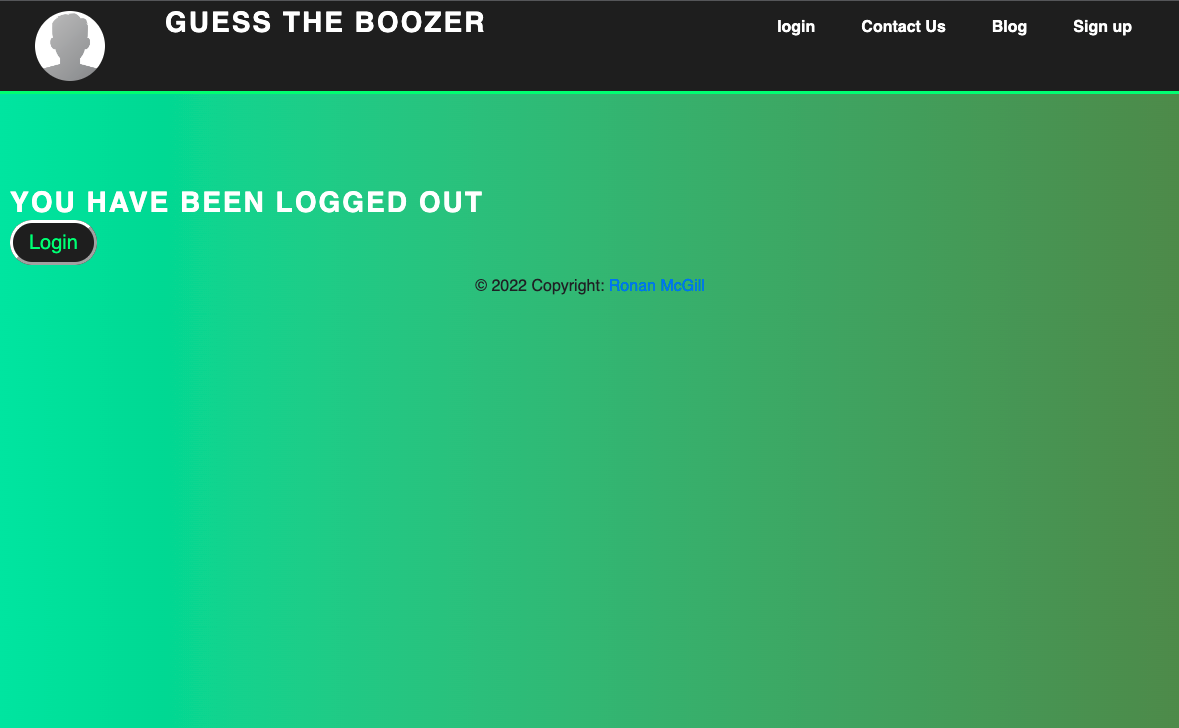 GUESS THE BOOZER
login Contact Us Blog Sign up
YOU HAVE BEEN LOGGED OUT
Login
© 2022 Copyright: Ronan McGill